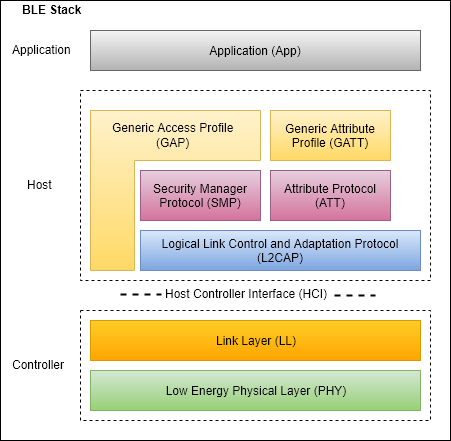 BLE Stack
Application
Application (App)
Host
Generic Access Profile
(GAP)
Generic Attribute
Profile (GATT)
Security Manager
Protocol (SMP)
Attribute Protocol
(ATT)
Logical Link Control and Adaptation Protocol
(L2CAP)
Host Controller Interface (HCI)
Controller
Link Layer (LL)
Low Energy Physical Layer (PHY)